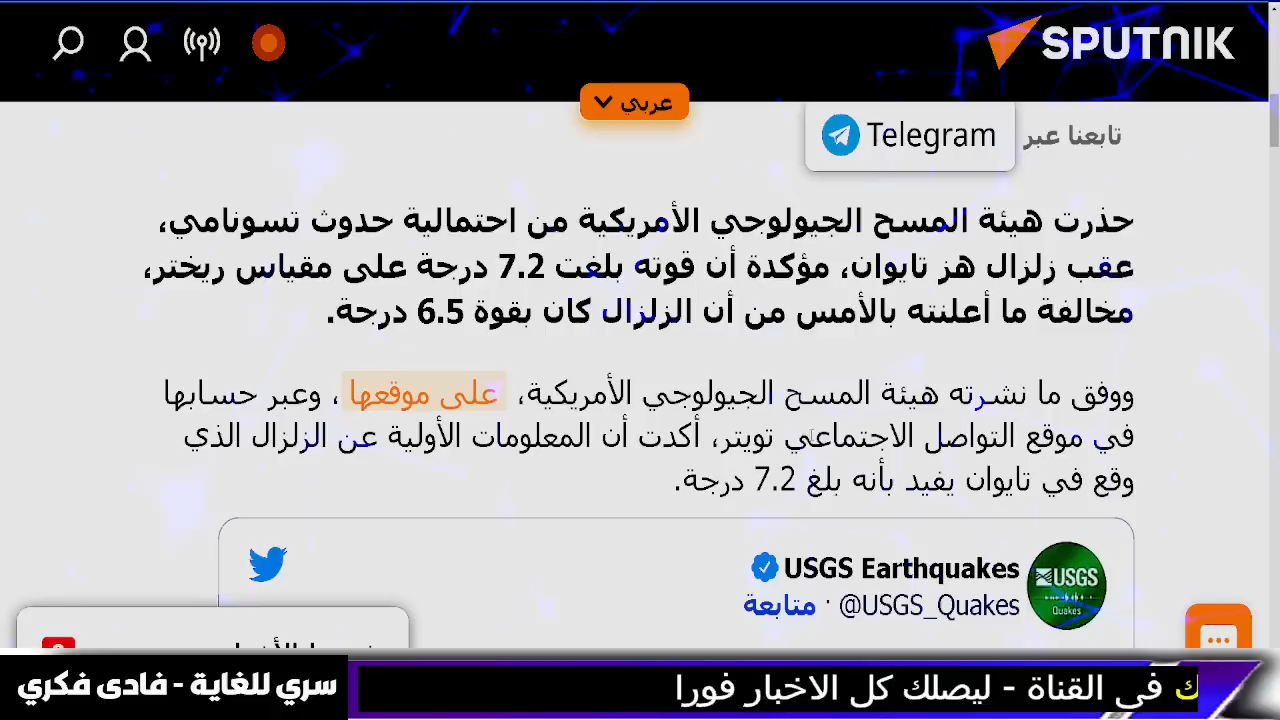 SPUTNIK
عربي
تابعنا عبر Telegram
حذرت هيئة المسح الجيولوجي الأمريكية من احتمالية حدوث تسونامي،
عقب زلزال هز تايوان، مؤكدة أن قوته بلغت 7.2 درجة على مقياس ريختر،
مخالفة ما أعلنته بالأمس من أن الزلزال كان بقوة 6.5 درجة.
ووفق ما نشرته هيئة المسح الجيولوجي الأمريكية، على موقعها، وعبر حسابها
في موقع التواصل الاجتماعي تويتر، أكدت أن المعلومات الأولية عن الزلزال الذي
وقع في تايوان يفيد بأنه بلغ 7.2 درجة.
USGS Earthquakes
@USGS_Quakes · متابعة
USGS
Quakes
ك في القناة - ليصلك كل الاخبار فورا
سري للغاية - فادى فكري